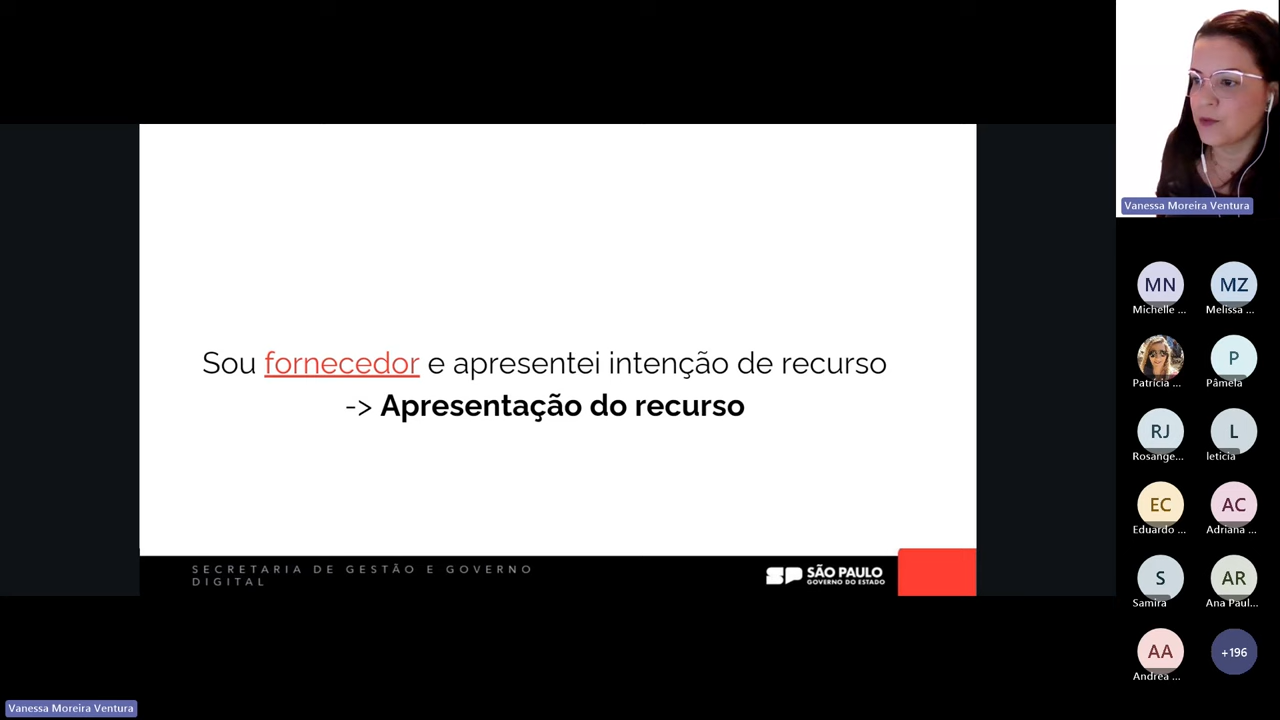 Vanessa Moreira Ventura
Sou fornecedor e apresentei intenção de recurso
-> Apresentação do recurso
SECRETARIA DE GESTÃO E GOVERNO
DIGITAL
SP SÃO PAULO
GOVERNO DO ESTADO
MN MZ
Michelle ... Melissa ...
P
Patrícia ... Pâmela
RJ L
Rosange... leticia
EC AC
Eduardo ... Adriana ...
S AR
Samira Ana Paul...
AA +196
Andrea ...
Vanessa Moreira Ventura